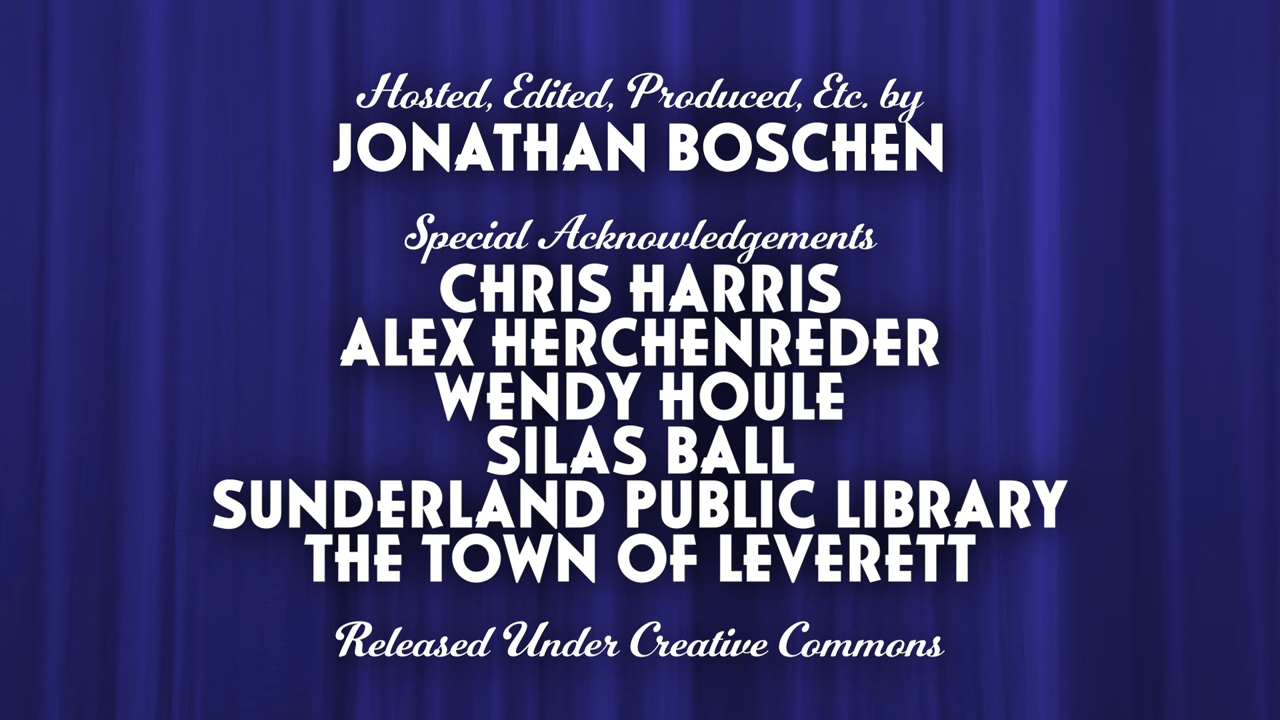 Hosted, Edited, Produced, Etc. by
JONATHAN BOSCHEN
Special Acknowledgements
CHRIS HARRIS
ALEX HERCHENREDER
WENDY HOULE
SILAS BALL
SUNDERLAND PUBLIC LIBRARY
THE TOWN OF LEVERETT
Released Under Creative Commons